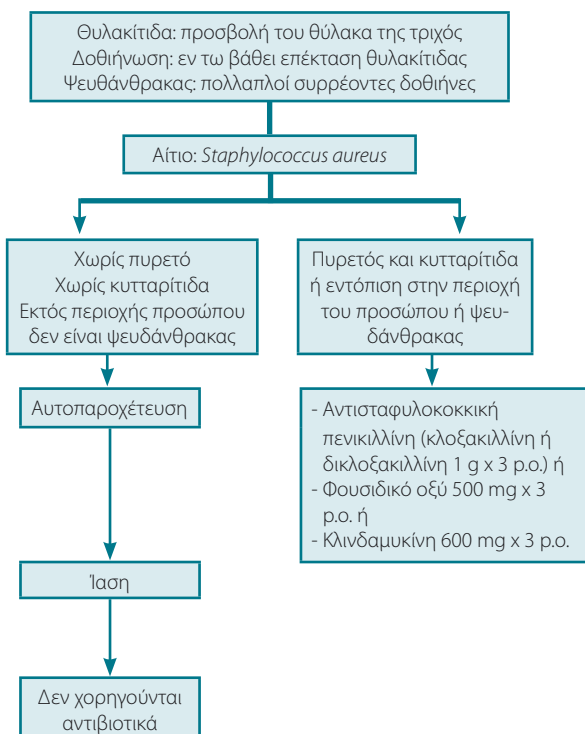 Θυλακίτιδα: προσβολή του θύλακα της τριχός
Δοθιήνωση: εν τω βάθει επέκταση θυλακίτιδας
Ψευθάνθρακας: πολλαπλοί συρρέοντες δοθιήνες
Αίτιο: Staphylococcus aureus
Χωρίς πυρετό
Χωρίς κυτταρίτιδα
Εκτός περιοχής προσώπου
δεν είναι ψευδάνθρακας
Πυρετός και κυτταρίτιδα
ή εντόπιση στην περιοχή
του προσώπου ή ψευ-
δάνθρακας
Αυτοπαροχέτευση
- Αντισταφυλοκοκκική
πενικιλλίνη (κλοξακιλλίνη ή
δικλοξακιλλίνη 1 g x 3 p.o.) ή
- Φουσιδικό οξύ 500 mg x 3
p.o. ή
- Κλινδαμυκίνη 600 mg x 3 p.o.
Ίαση
Δεν χορηγούνται
αντιβιοτικά